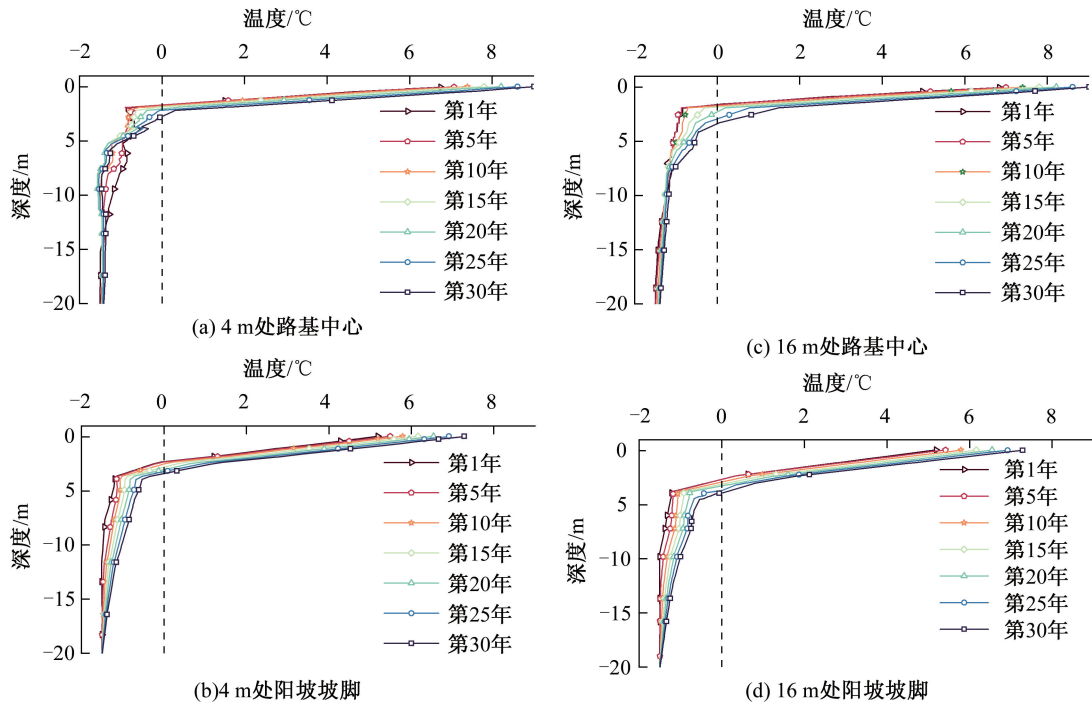 温度/℃
−2 0 2 4 6 8
0
5
−10
−15
−20
深度/m
第1年
第5年
第10年
第15年
第20年
第25年
第30年
(a) 4 m处路基中心
温度/℃
−2 0 2 4 6 8
0
5
−10
−15
−20
深度/m
第1年
第5年
第10年
第15年
第20年
第25年
第30年
(c) 16 m处路基中心
温度/℃
−2 0 2 4 6 8
0
5
−10
−15
−20
深度/m
第1年
第5年
第10年
第15年
第20年
第25年
第30年
(b)4 m处阳坡坡脚
温度/℃
−2 0 2 4 6 8
0
5
−10
−15
−20
深度/m
第1年
第5年
第10年
第15年
第20年
第25年
第30年
(d) 16 m处阳坡坡脚